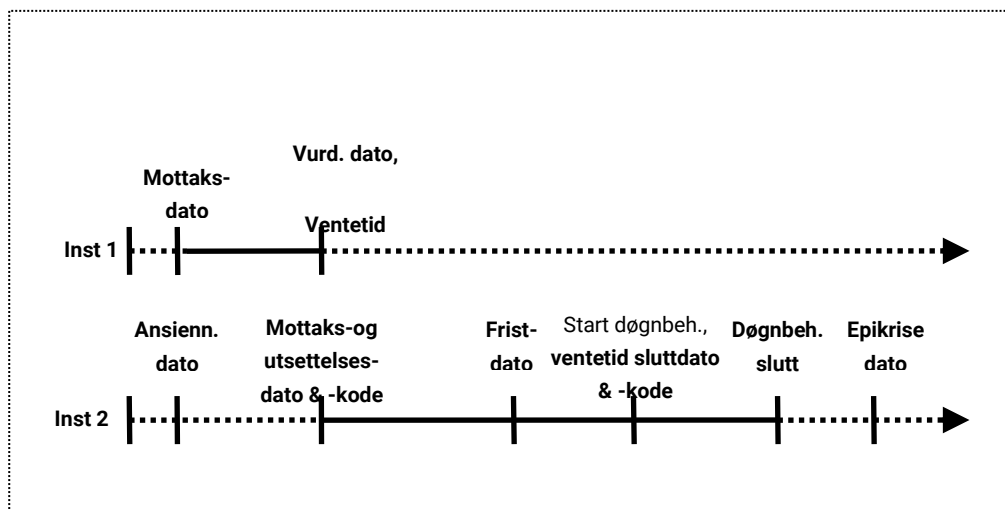 Vurd. dato,
Mottaks-
dato
Ventetid
Inst 1
Ansienn.
dato
Mottaks-og
utsettelses-
dato & -kode
Frist-
dato
Start døgnbeh.,
ventetid sluttdato
& -kode
Døgnbeh.
slutt
Epikrise
dato
Inst 2